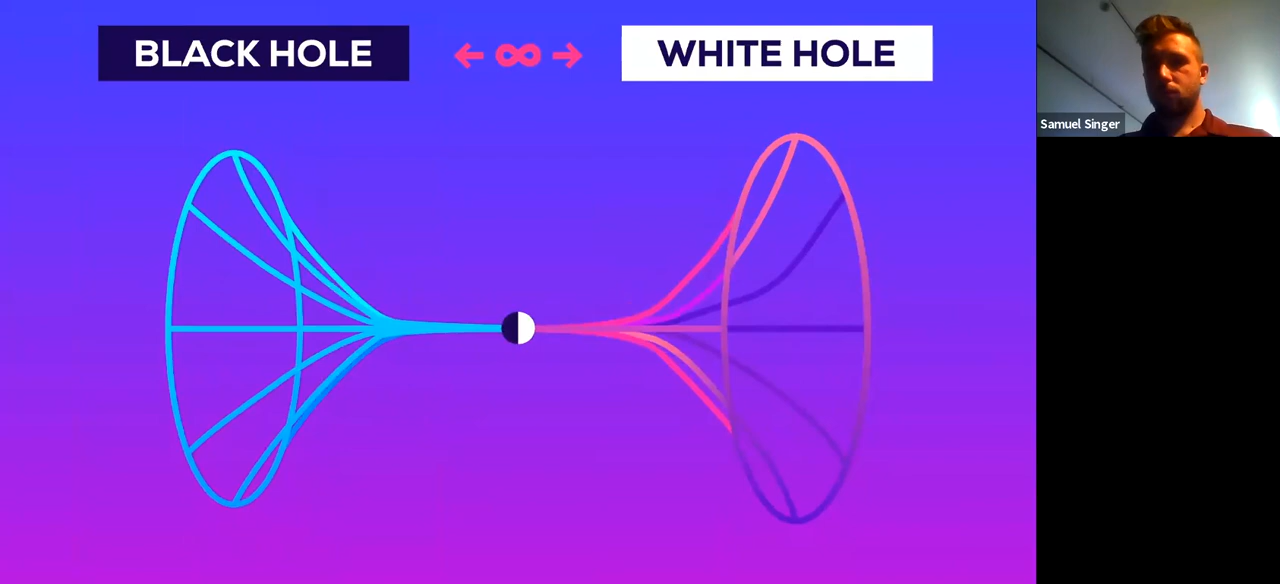 BLACK HOLE
← ∞ →
WHITE HOLE
Samuel Singer